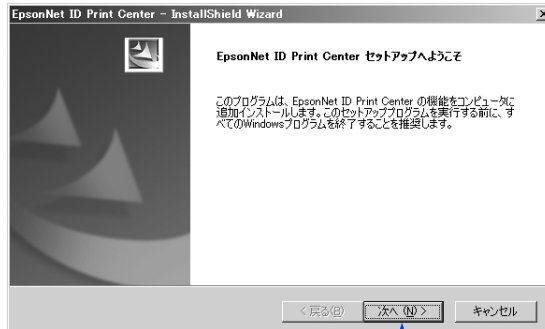 EpsonNet ID Print Center - InstallShield Wizard
EpsonNet ID Print Center セットアップへようこそ
このプログラムは、EpsonNet ID Print Center の機能をコンピュータに
追加インストールします。このセットアッププログラムを実行する前に、す
べてのWindowsプログラムを終了することを推奨します。
< 戻る(B) 次へ (N) > キャンセル